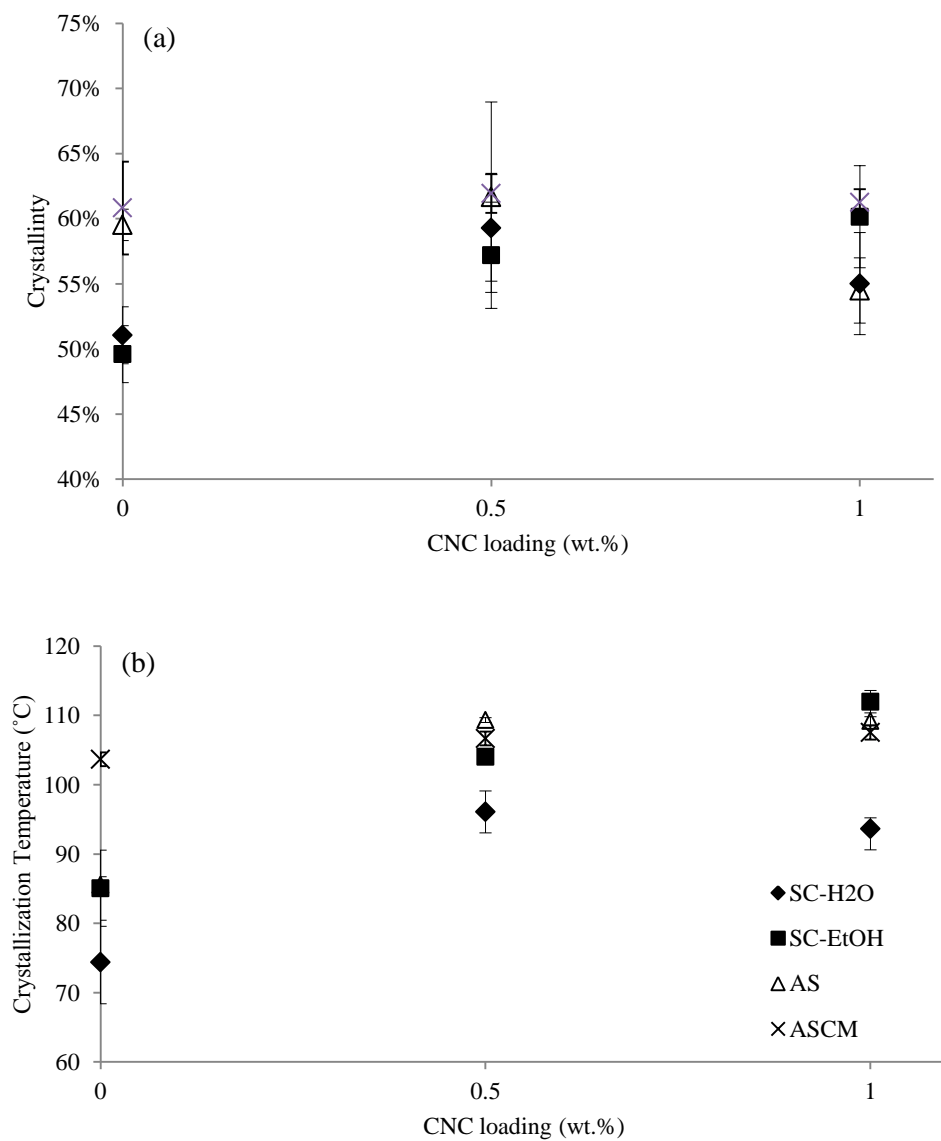 (a)
75%
70%
65%
60%
55%
50%
45%
40%
Crystallinty
0 0.5 1
CNC loading (wt.%)
(b)
120
110
100
90
80
70
60
Crystallization Temperature (˚C)
SC-H2O
SC-EtOH
AS
ASCM
0 0.5 1
CNC loading (wt.%)